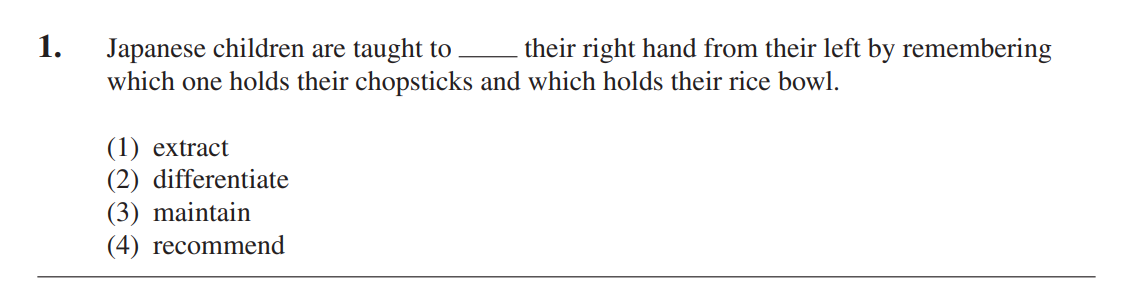 1. Japanese children are taught to _____ their right hand from their left by remembering
which one holds their chopsticks and which holds their rice bowl.
(1) extract
(2) differentiate
(3) maintain
(4) recommend